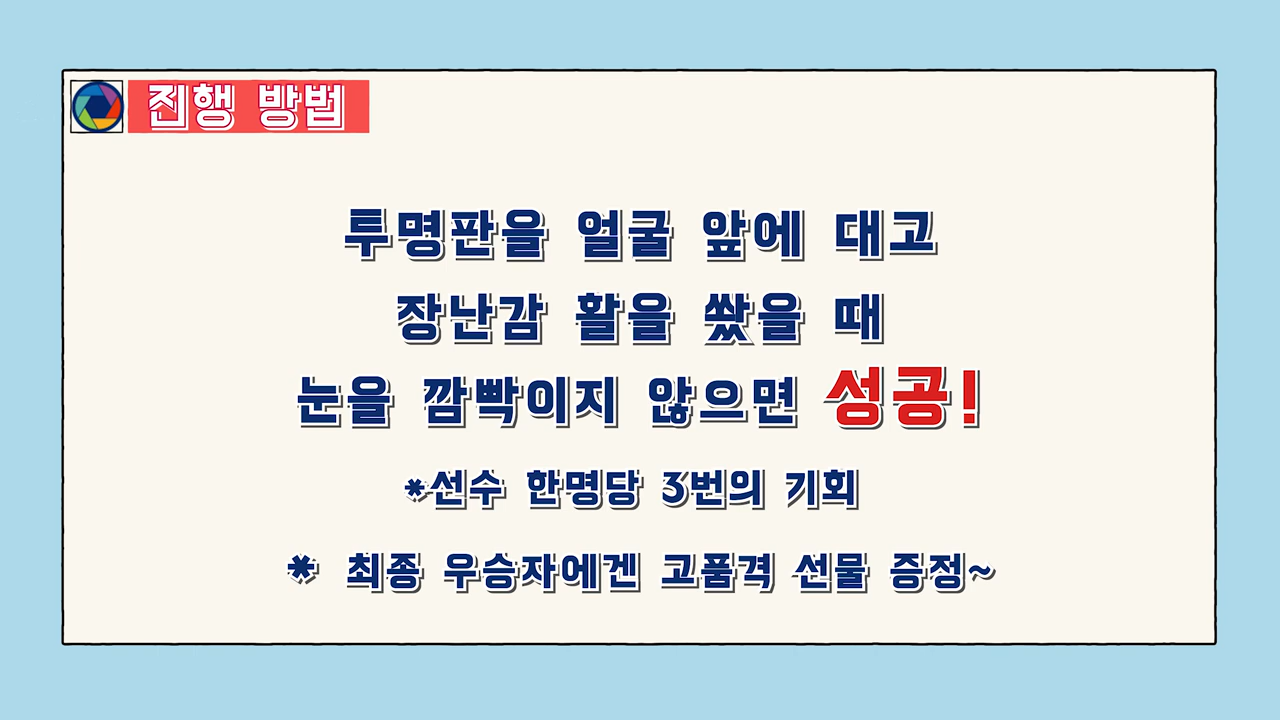 진행 방법
투명판을 얼굴 앞에 대고
장난감 활을 쐈을 때
눈을 깜빡이지 않으면 성공!
*선수 한명당 3번의 기회
* 최종 우승자에겐 고품격 선물 증정~